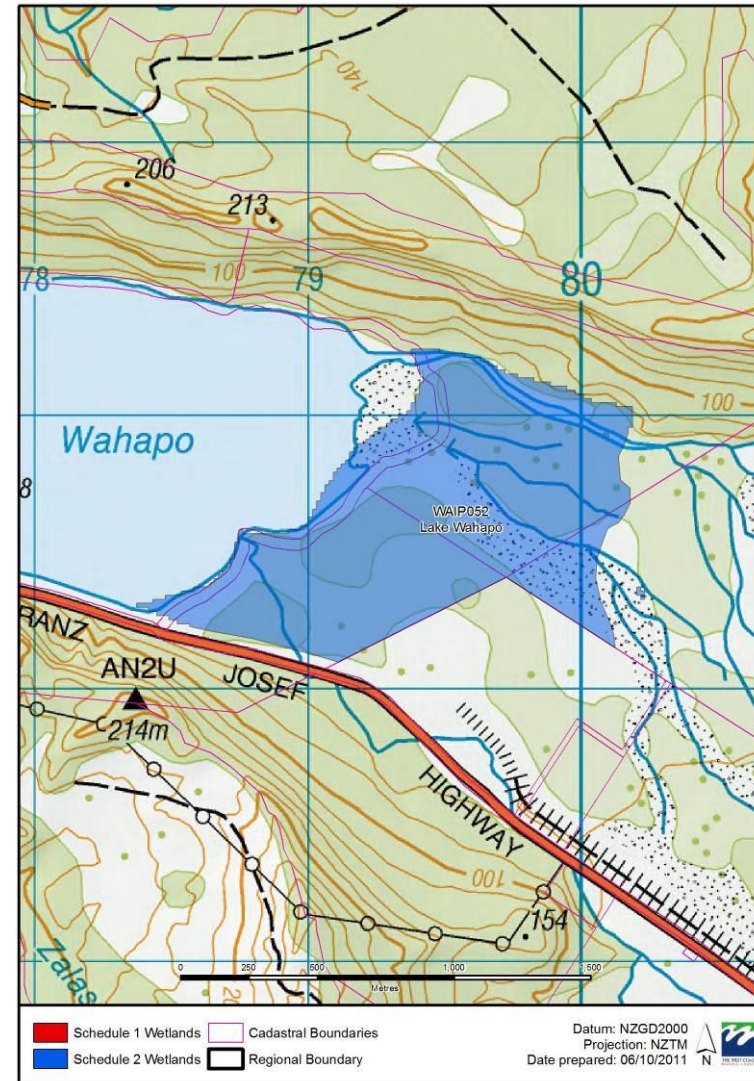 140
206
213
78
79
80
100
100
Wahapo
8
WAIP052
Lake Wahapo
RANZ
JOSEF
HIGHWAY
AN2U
214m
100
154
Zalas
0 250 500 1,000 1,500
Metres
Schedule 1 Wetlands
Cadastral Boundaries
Schedule 2 Wetlands
Regional Boundary
Datum: NZGD2000
Projection: NZTM
Date prepared: 06/10/2011
N